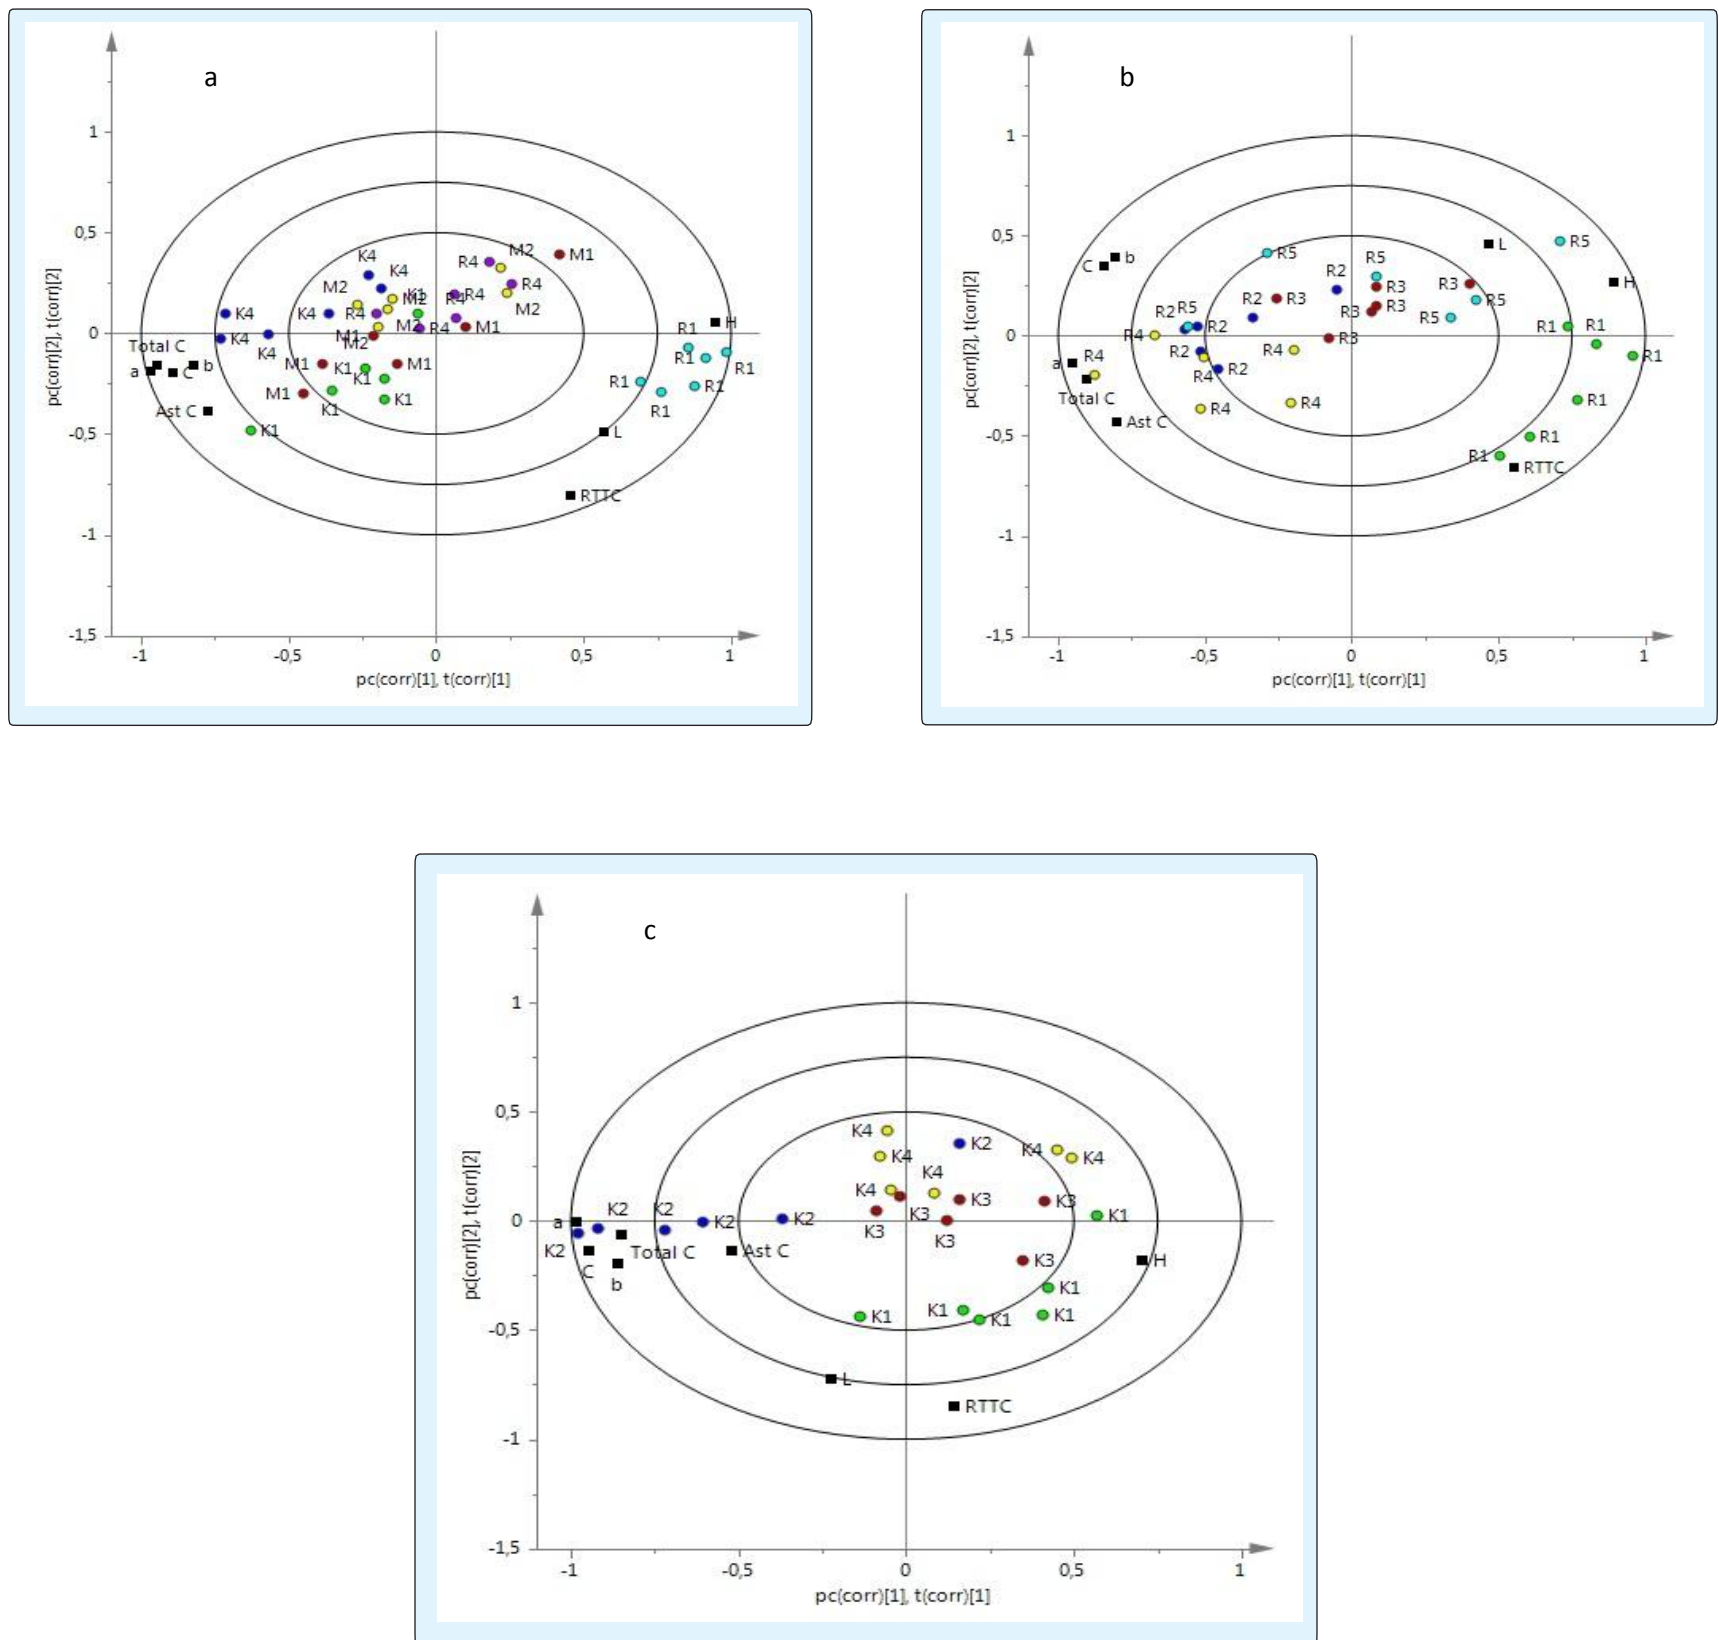 a
1
0,5
0
-0,5
-1
-1,5
-1
-0,5
0
0,5
1
pc(corr)[2], t(corr)[2]
pc(corr)[1], t(corr)[1]
M2
M1
R4
K4
K4
R4
M2
K1
R4
R4
M2
M2
K4
K4
R4
M2
R4
M1
M1
M2
K4
K4
Total C
a
C
b
Ast C
M1
K1
M1
K1
M1
K1
K1
K1
R1
H
R1
R1
R1
R1
R1
L
RTTC
b
1
0,5
0
-0,5
-1
-1,5
-1
-0,5
0
0,5
1
pc(corr)[2], t(corr)[2]
pc(corr)[1], t(corr)[1]
R5
L
R5
b
C
R5
R2
R3
R3
H
R2
R3
R5
R2
R5
R3
R3
R5
R2
R1
R1
R4
R3
R2
R4
R1
a
R4
R2
R4
Total C
R4
R4
R1
Ast C
R1
R1
RTTC
c
1
0,5
0
-0,5
-1
-1,5
-1
-0,5
0
0,5
1
pc(corr)[2], t(corr)[2]
pc(corr)[1], t(corr)[1]
K4
K2
K4
K4
K4
K4
K4
K3
K3
K3
K1
K3
K3
K3
K2
K2
K2
K2
a
K2
C
Total C
b
Ast C
H
K1
K1
K1
K1
K1
L
RTTC